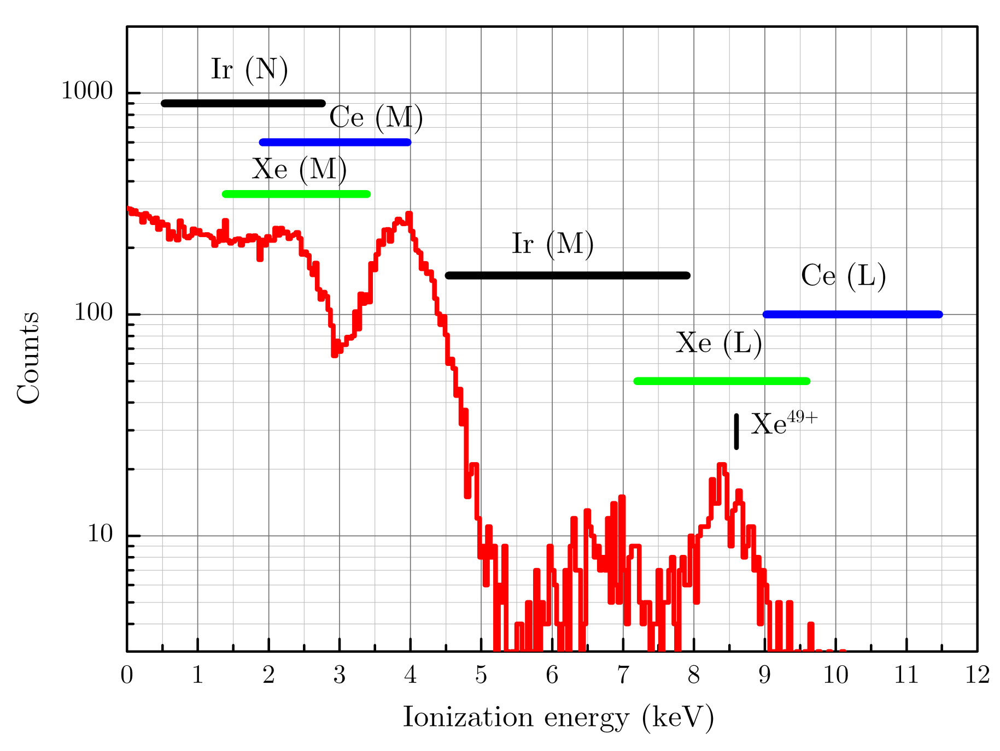 Ir (N)
1000
Ce (M)
Xe (M)
Ir (M)
Ce (L)
100
Xe (L)
Counts
Xe⁴⁹⁺
10
0 1 2 3 4 5 6 7 8 9 10 11 12
Ionization energy (keV)